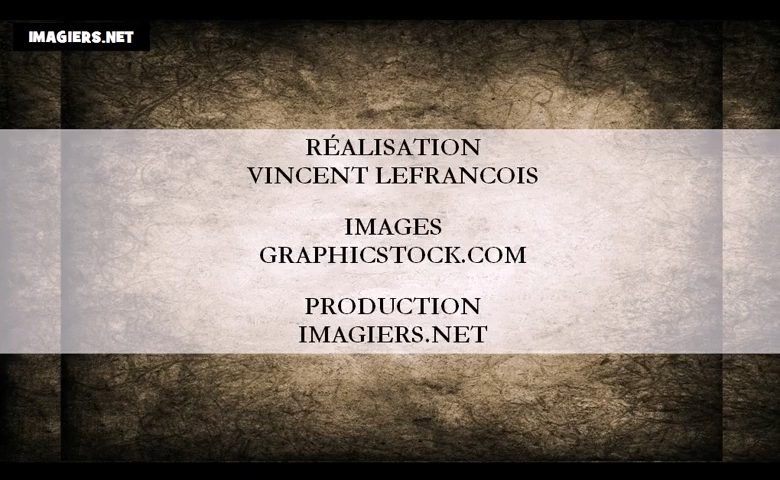 IMAGIERS.NET
RÉALISATION
VINCENT LEFRANCOIS
IMAGES
GRAPHICSTOCK.COM
PRODUCTION
IMAGIERS.NET